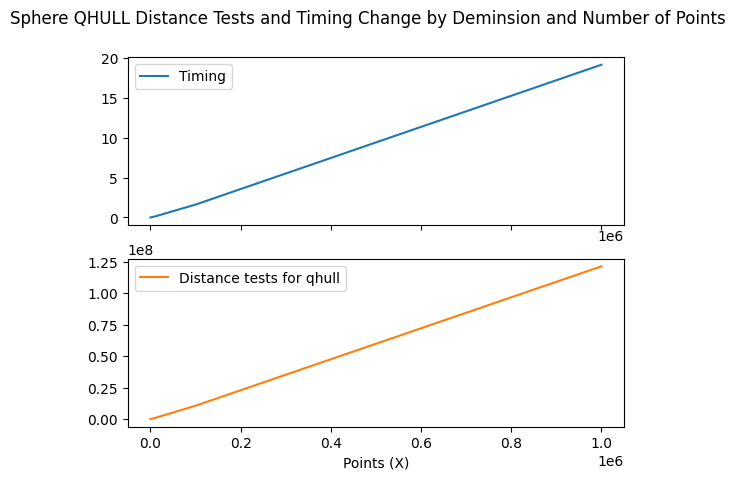 Sphere QHULL Distance Tests and Timing Change by Deminsion and Number of Points
20
Timing
15
10
5
0
1e6
1e8
1.25
Distance tests for qhull
1.00
0.75
0.50
0.25
0.00
0.0 0.2 0.4 0.6 0.8 1.0
Points (X)
1e6